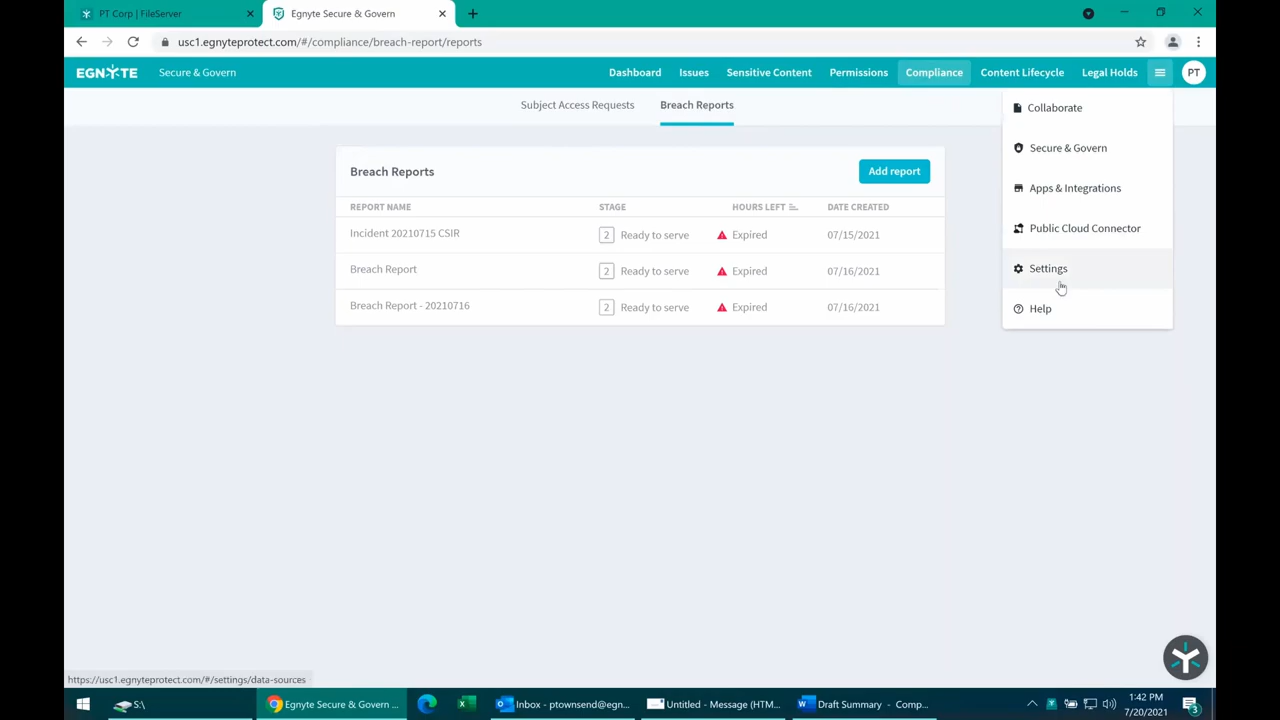 PT Corp | FileServer
Egnyte Secure & Govern
usc1.egnyteprotect.com/#/compliance/breach-report/reports
EGNYTE Secure & Govern Dashboard Issues Sensitive Content Permissions Compliance Content Lifecycle Legal Holds PT
Subject Access Requests Breach Reports
Collaborate
Secure & Govern
Apps & Integrations
Public Cloud Connector
Settings
Help
Breach Reports Add report
REPORT NAME STAGE HOURS LEFT DATE CREATED
Incident 20210715 CSIR 2 Ready to serve Expired 07/15/2021
Breach Report 2 Ready to serve Expired 07/16/2021
Breach Report - 20210716 2 Ready to serve Expired 07/16/2021
https://usc1.egnyteprotect.com/#/settings/data-sources
S:\ Egnyte Secure & Govern ... Inbox - ptownsend@egn... Untitled - Message (HTM... Draft Summary - Comp... 1:42 PM
7/20/2021 3